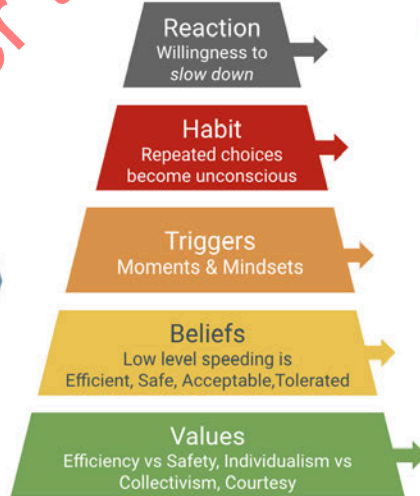 Reaction
Willingness to
slow down
Habit
Repeated choices
become unconscious
Triggers
Moments & Mindsets
Beliefs
Low level speeding is
Efficient, Safe, Acceptable,Tolerated
Values
Efficiency vs Safety, Individualism vs
Collectivism, Courtesy